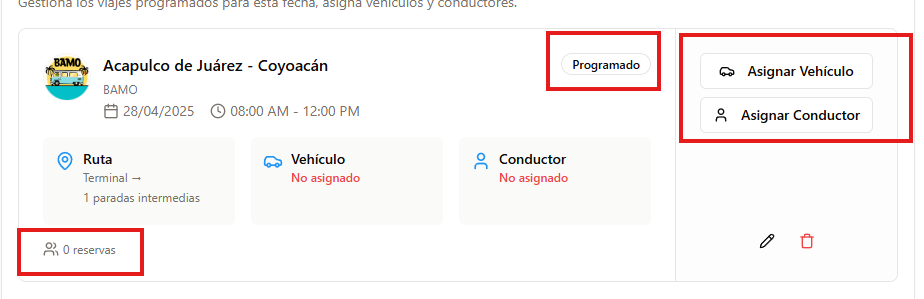 Gestiona los viajes programados para esta fecha, asigna vehículos y conductores.
BAMO
Acapulco de Juárez - Coyoacán
Programado
BAMO
28/04/2025 08:00 AM - 12:00 PM
Asignar Vehículo
Asignar Conductor
Ruta
Terminal →
1 paradas intermedias
Vehículo
No asignado
Conductor
No asignado
0 reservas